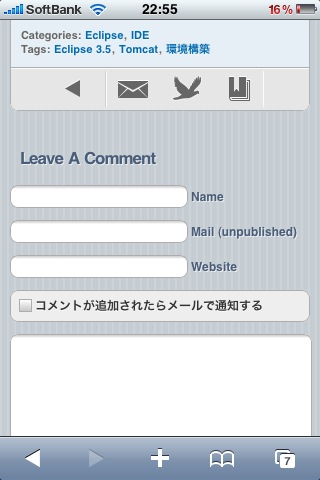 SoftBank 22:55 16%
Categories: Eclipse, IDE
Tags: Eclipse 3.5, Tomcat, 環境構築
Leave A Comment
Name
Mail (unpublished)
Website
コメントが追加されたらメールで通知する
7